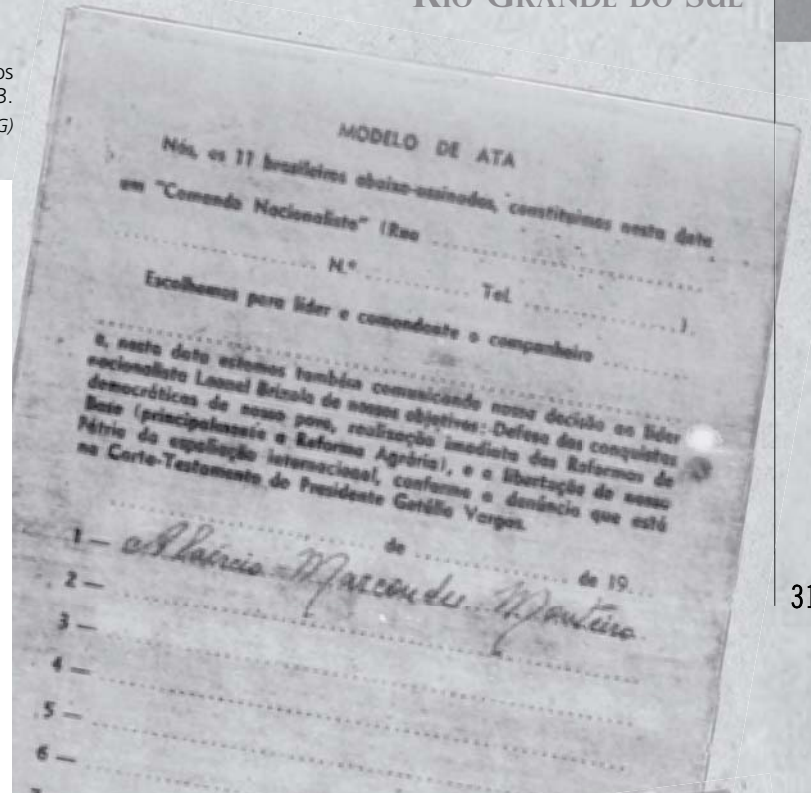 RIO GRANDE DO SUL
os
3.
G)
MODELO DE ATA
Nós, os 11 brasileiros abaixo-assinados, constituimos nesta data
um "Comando Nacionalista" (Rua ........................
........................ N.º ............ Tel. ............ ).
Escolhemos para líder e comandante o companheiro ............
........................
e, nesta data estamos também comunicando nossa decisão ao líder
nacionalista Leonel Brizola de nossos objetivos: Defesa das conquistas
democráticas de nosso povo, realização imediata das Reformas de
Base (principalmente a Reforma Agrária), e a libertação de nossa
Pátria da espoliação internacional, conforme a denúncia que está
na Carta-Testamento do Presidente Getúlio Vargas.
............ de ............ de 19...
1 — Marcondes Monteiro
2 —
3 —
4 —
5 —
6 —
31